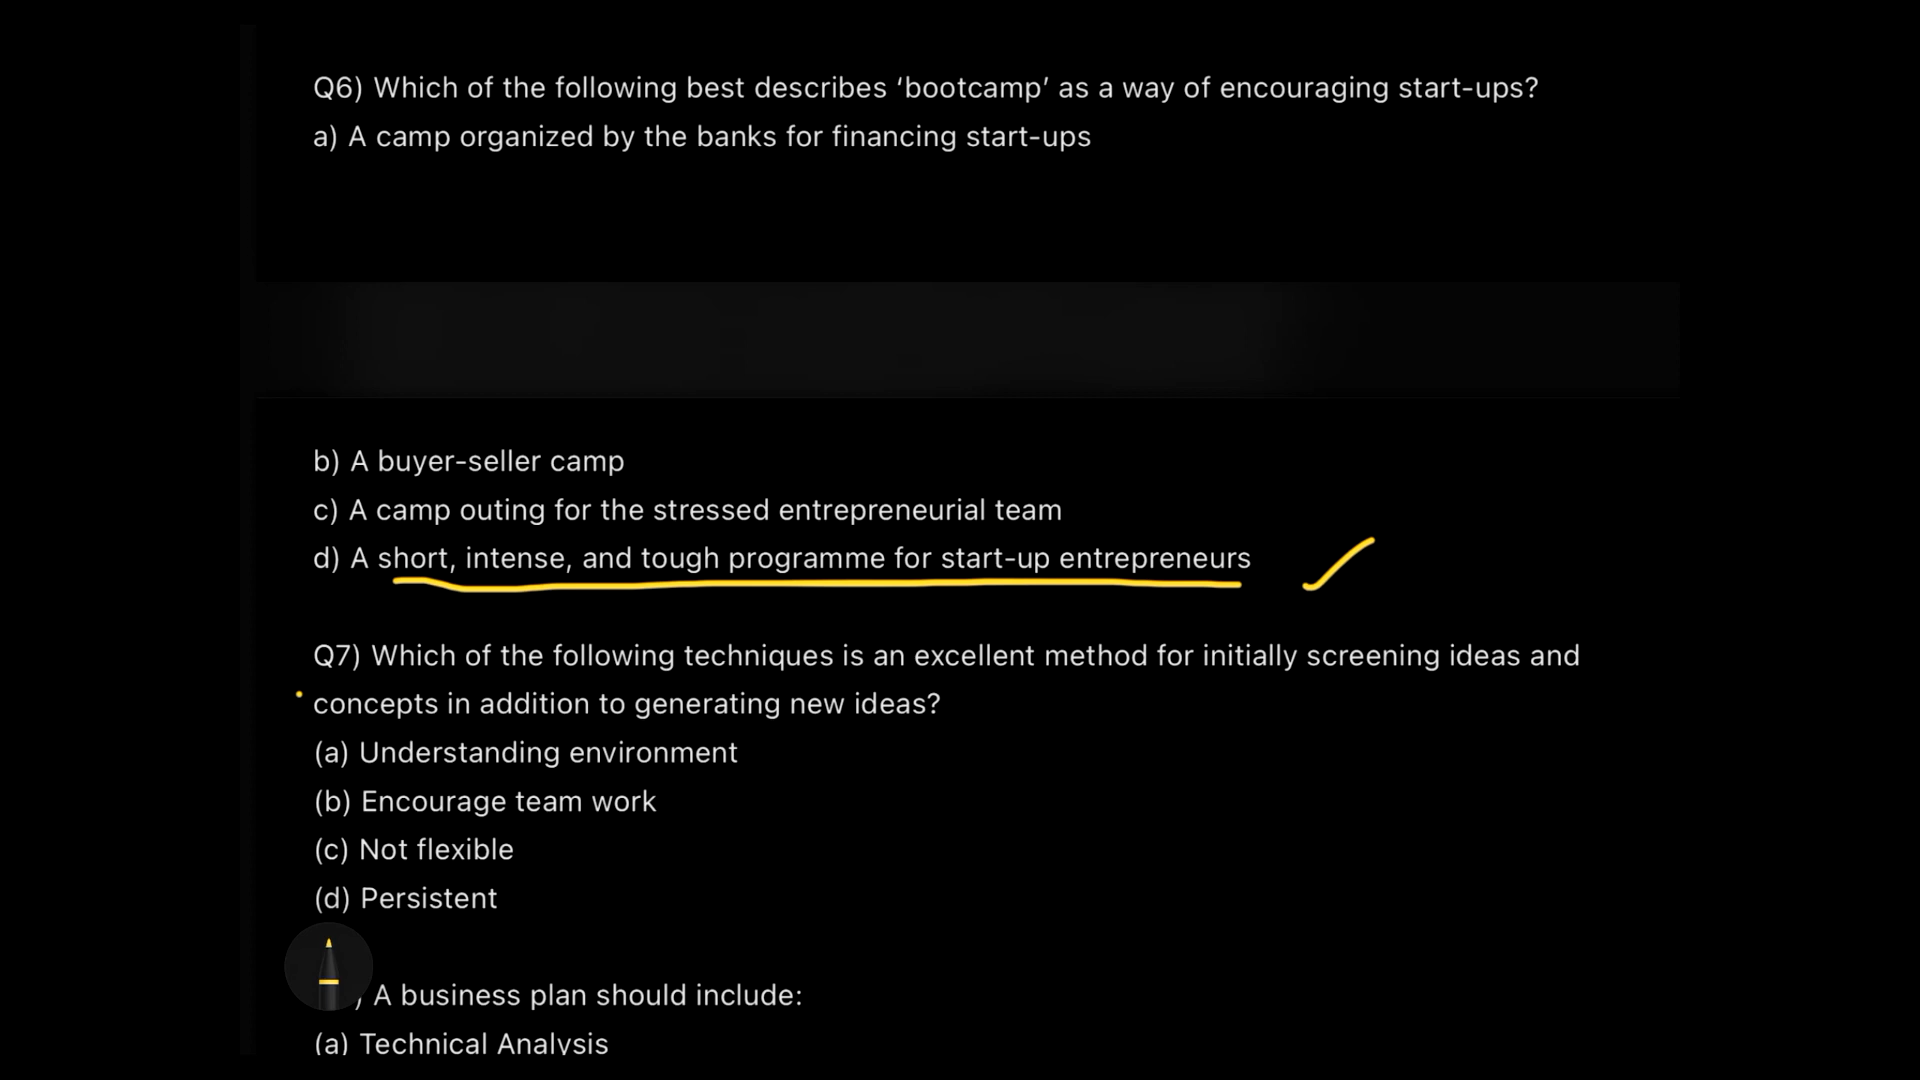 Q6) Which of the following best describes ‘bootcamp’ as a way of encouraging start-ups?
a) A camp organized by the banks for financing start-ups
b) A buyer-seller camp
c) A camp outing for the stressed entrepreneurial team
d) A short, intense, and tough programme for start-up entrepreneurs
Q7) Which of the following techniques is an excellent method for initially screening ideas and
concepts in addition to generating new ideas?
(a) Understanding environment
(b) Encourage team work
(c) Not flexible
(d) Persistent
) A business plan should include:
(a) Technical Analysis